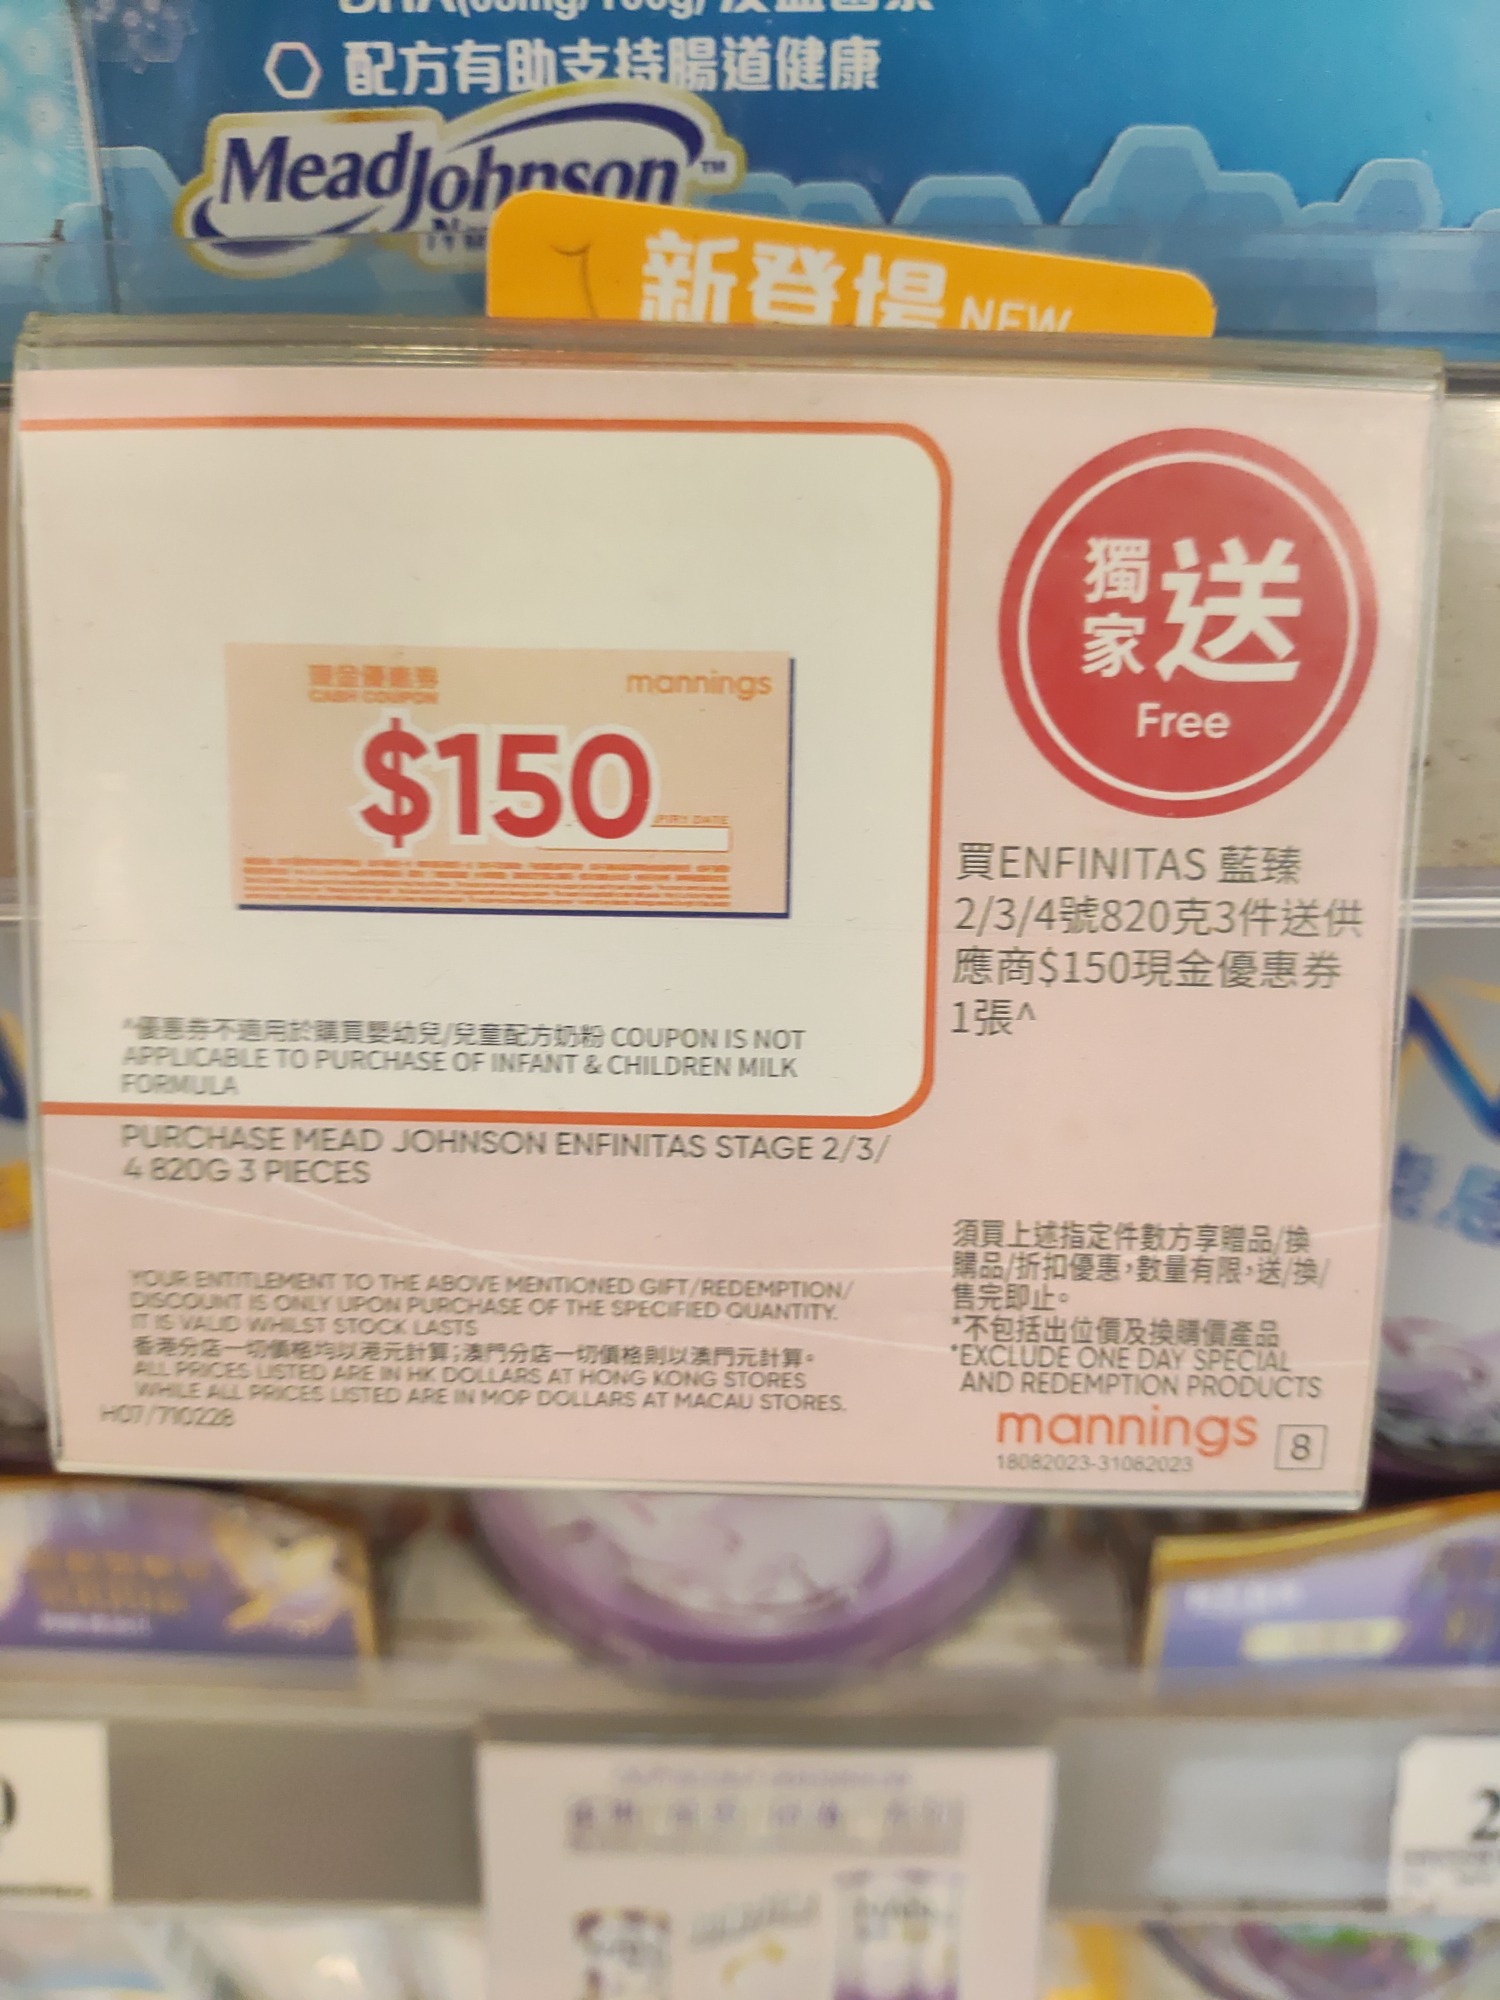 配方有助支持腸道健康
MeadJohnson™
新登場 NEW
現金優惠券
CASH COUPON
mannings
$150
獨家送
Free
買ENFINITAS 藍臻
2/3/4號820克3件送供
應商$150現金優惠券
1張^
^優惠券不適用於購買嬰幼兒/兒童配方奶粉 COUPON IS NOT
APPLICABLE TO PURCHASE OF INFANT & CHILDREN MILK
FORMULA
PURCHASE MEAD JOHNSON ENFINITAS STAGE 2/3/
4 820G 3 PIECES
YOUR ENTITLEMENT TO THE ABOVE MENTIONED GIFT/REDEMPTION/
DISCOUNT IS ONLY UPON PURCHASE OF THE SPECIFIED QUANTITY.
IT IS VALID WHILST STOCK LASTS
香港分店一切價格均以港元計算;澳門分店一切價格則以澳門元計算。
ALL PRICES LISTED ARE IN HK DOLLARS AT HONG KONG STORES
WHILE ALL PRICES LISTED ARE IN MOP DOLLARS AT MACAU STORES.
H07/710228
須買上述指定件數方享贈品/換
購品/折扣優惠,數量有限,送/換/
售完即止。
*不包括出位價及換購價產品
*EXCLUDE ONE DAY SPECIAL
AND REDEMPTION PRODUCTS
mannings
18082023-31082023
8